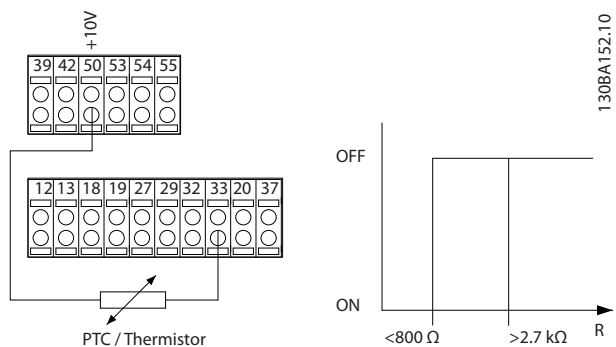 +10V
39 42 50 53 54 55
12 13 18 19 27 29 32 33 20 37
PTC / Thermistor
OFF
ON
<800 Ω
>2.7 kΩ
R
130BA152.10